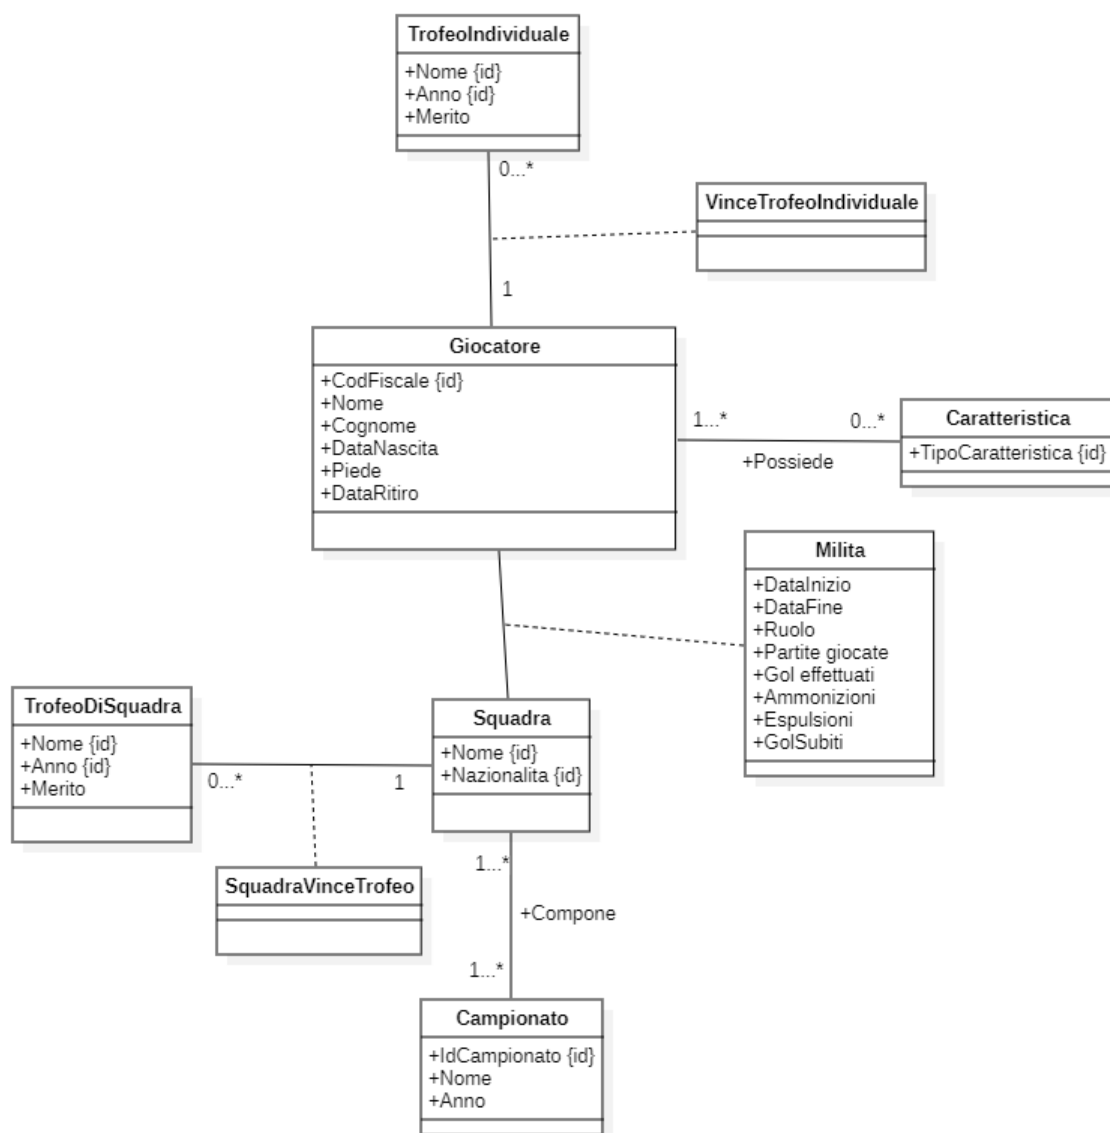 TrofeoIndividuale
+Nome {id}
+Anno {id}
+Merito
0...*
VinceTrofeoIndividuale
1
Giocatore
+CodFiscale {id}
+Nome
+Cognome
+DataNascita
+Piede
+DataRitiro
1...*
0...*
+Possiede
Caratteristica
+TipoCaratteristica {id}
Milita
+DataInizio
+DataFine
+Ruolo
+Partite giocate
+Gol effettuati
+Ammonizioni
+Espulsioni
+GolSubiti
TrofeoDiSquadra
+Nome {id}
+Anno {id}
+Merito
0...*
1
Squadra
+Nome {id}
+Nazionalita {id}
SquadraVinceTrofeo
1...*
+Compone
1...*
Campionato
+IdCampionato {id}
+Nome
+Anno